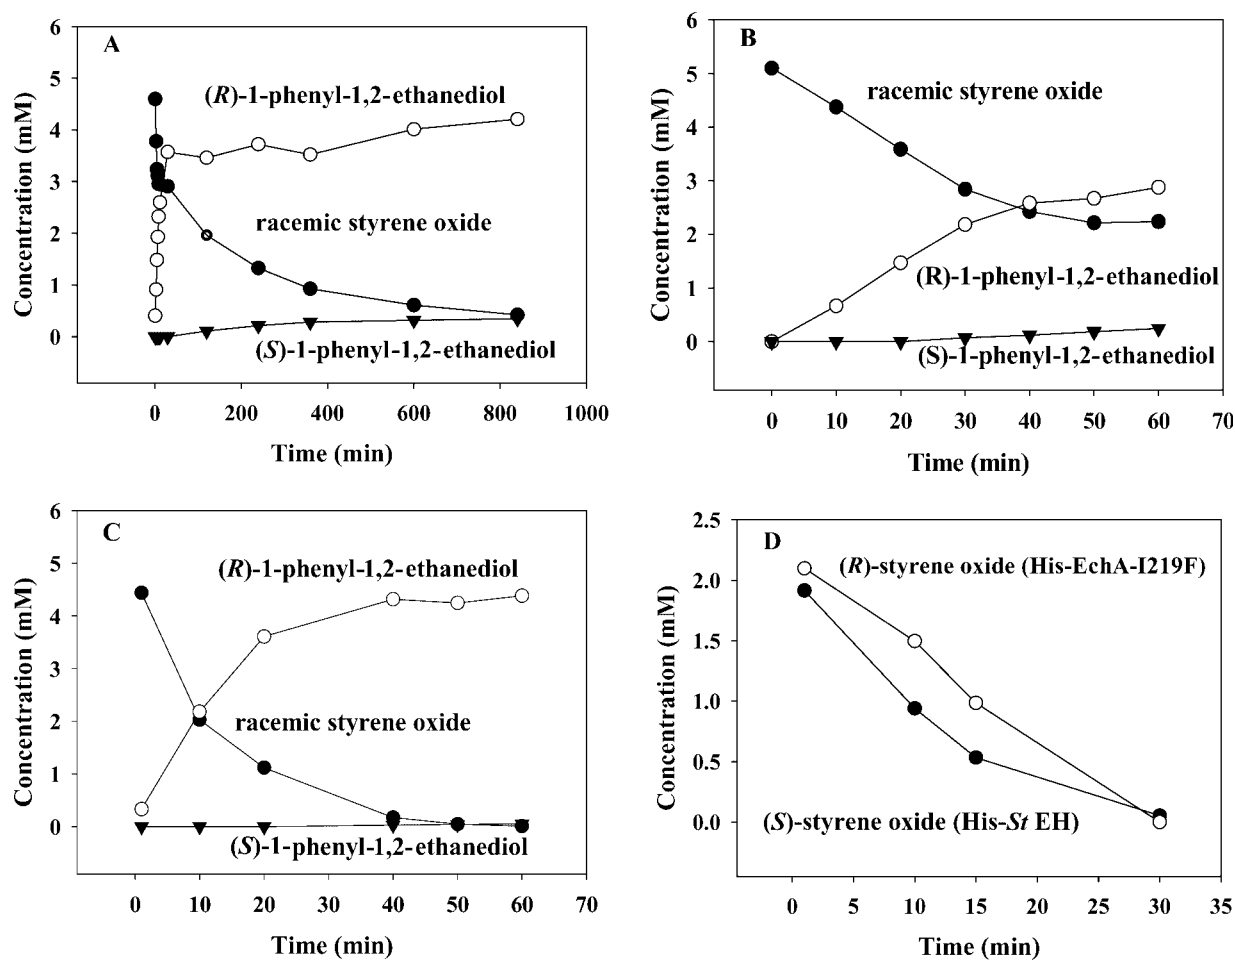 A
(R)-1-phenyl-1,2-ethanediol
racemic styrene oxide
(S)-1-phenyl-1,2-ethanediol
Concentration (mM)
6
5
4
3
2
1
0
0 200 400 600 800 1000
Time (min)
B
racemic styrene oxide
(R)-1-phenyl-1,2-ethanediol
(S)-1-phenyl-1,2-ethanediol
Concentration (mM)
6
5
4
3
2
1
0
0 10 20 30 40 50 60 70
Time (min)
C
(R)-1-phenyl-1,2-ethanediol
racemic styrene oxide
(S)-1-phenyl-1,2-ethanediol
Concentration (mM)
6
5
4
3
2
1
0
0 10 20 30 40 50 60 70
Time (min)
D
(R)-styrene oxide (His-EchA-I219F)
(S)-styrene oxide (His-St EH)
Concentration (mM)
2.5
2.0
1.5
1.0
0.5
0.0
0 5 10 15 20 25 30 35
Time (min)